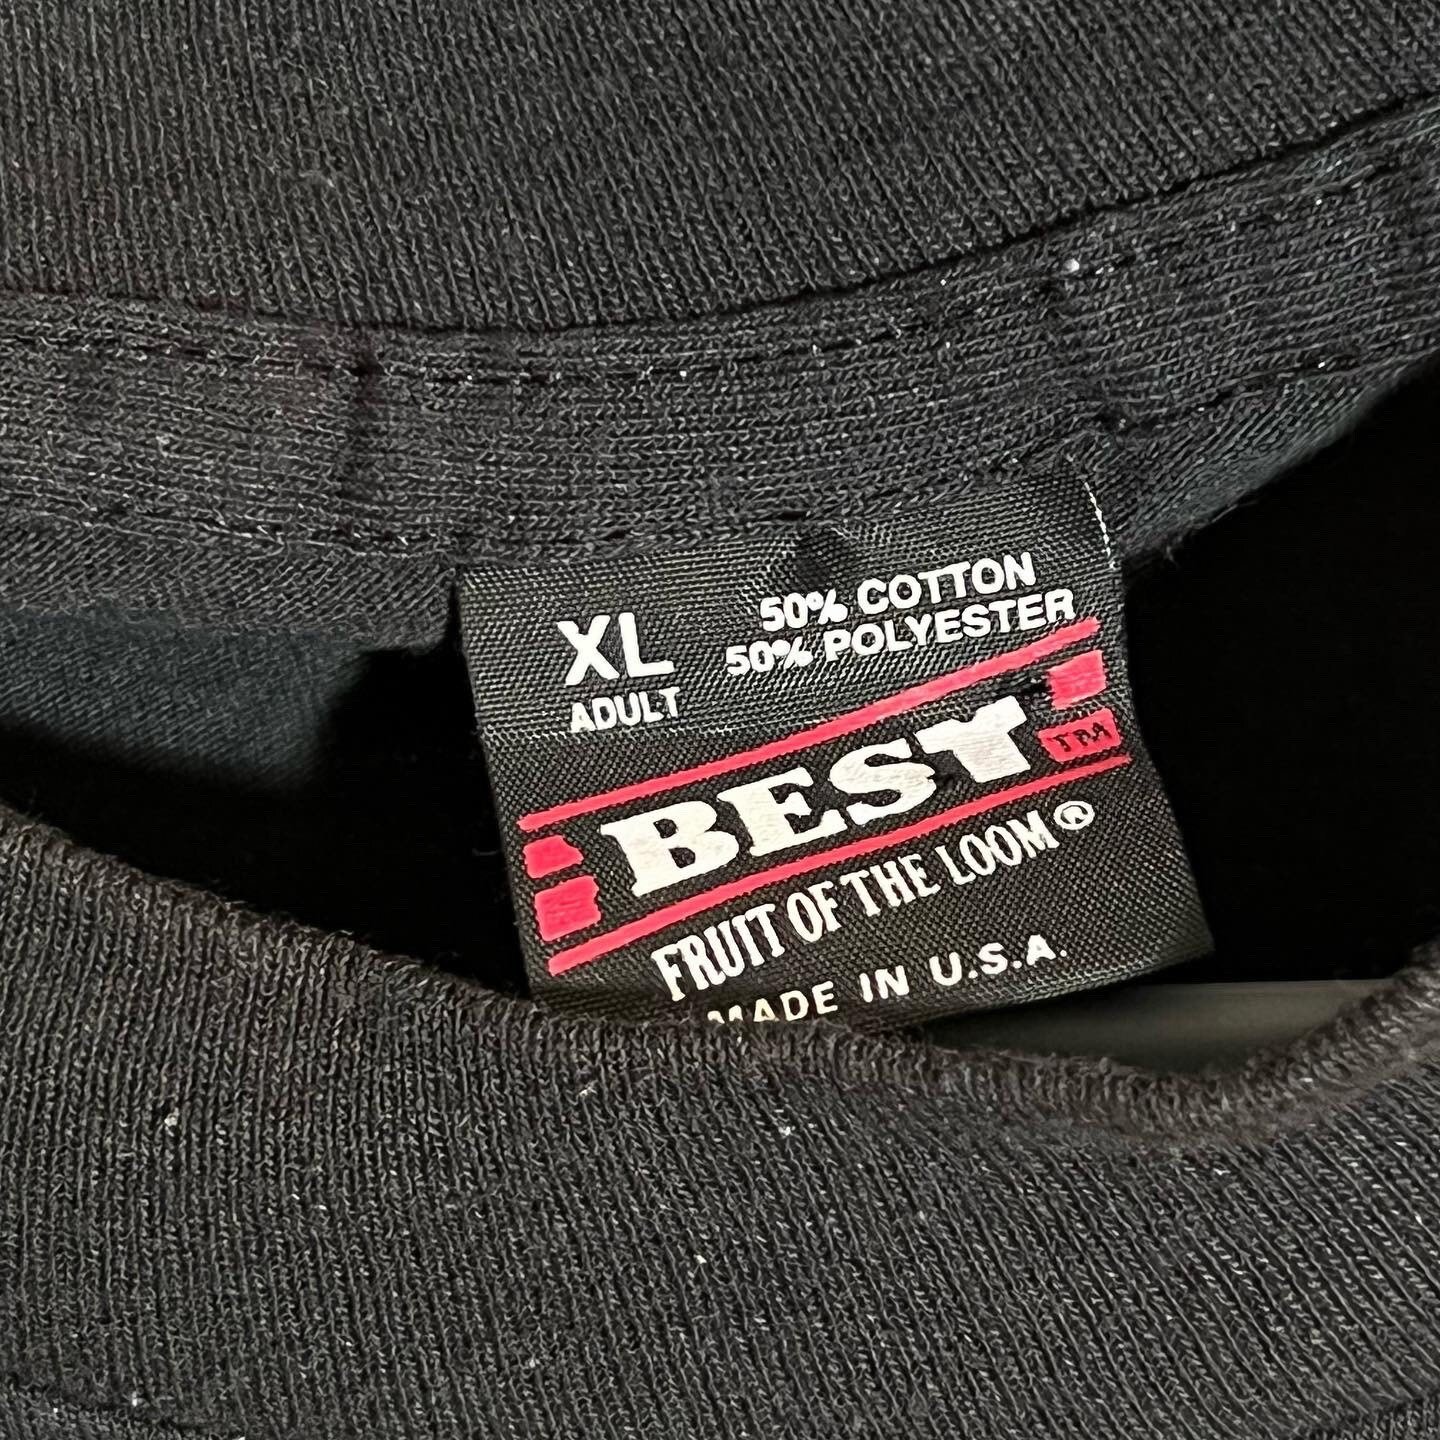 XL
ADULT
50% COTTON
50% POLYESTER
BEST
TM
FRUIT OF THE LOOM®
MADE IN U.S.A.